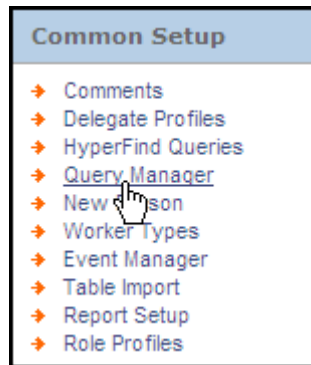 Common Setup
Comments
Delegate Profiles
HyperFind Queries
Query Manager
New son
Worker Types
Event Manager
Table Import
Report Setup
Role Profiles